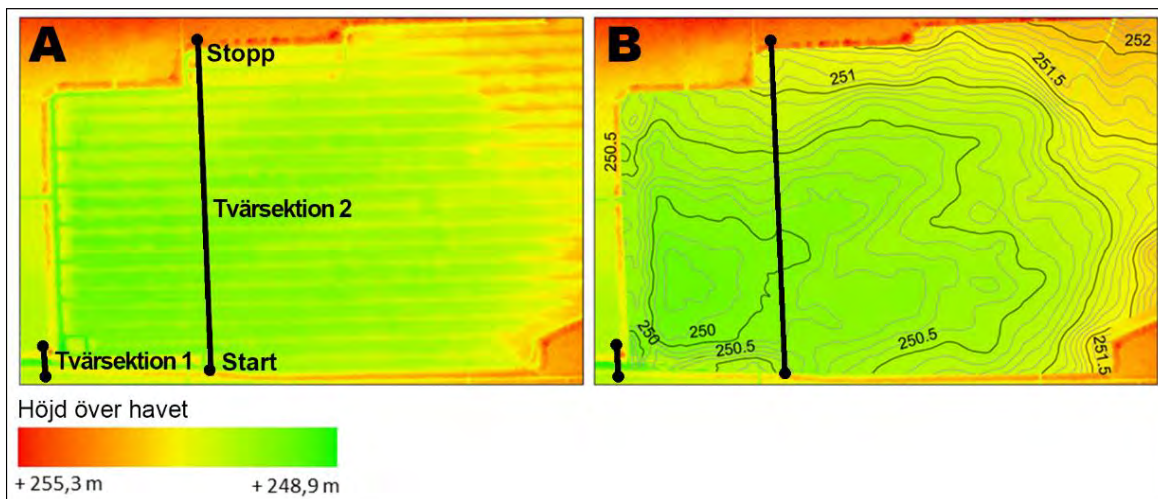 A
Stopp
Tvärsektion 2
Tvärsektion 1
Start
B
252
251.5
251
250.5
250
250
250.5
250.5
251.5
Höjd över havet
+ 255,3 m
+ 248,9 m